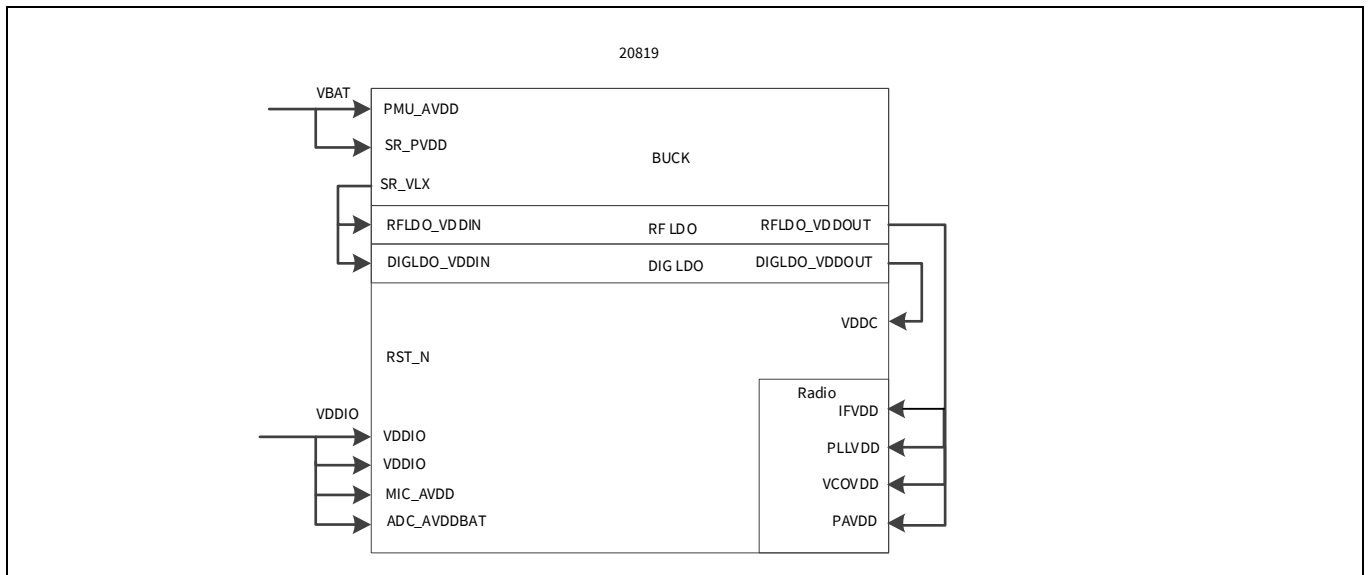 20819
VBAT
PMU_AVDD
SR_PVDD
BUCK
SR_VLX
RFLDO_VDDIN RF LDO RFLDO_VDDOUT
DIGLDO_VDDIN DIG LDO DIGLDO_VDDOUT
VDDC
RST_N
Radio
IFVDD
VDDIO
VDDIO
PLLVDD
VDDIO
VCOVDD
MIC_AVDD
PAVDD
ADC_AVDDBAT